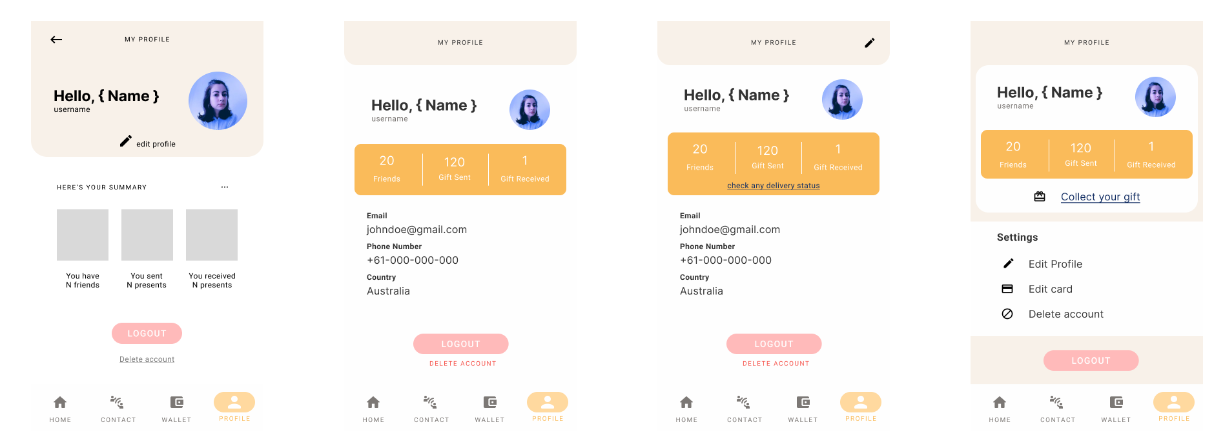 MY PROFILE
Hello, { Name }
username
edit profile
HERE'S YOUR SUMMARY
...
You have
N friends
You sent
N presents
You received
N presents
LOGOUT
Delete account
HOME
CONTACT
WALLET
PROFILE
MY PROFILE
Hello, { Name }
username
20
Friends
120
Gift Sent
1
Gift Received
Email
johndoe@gmail.com
Phone Number
+61-000-000-000
Country
Australia
LOGOUT
DELETE ACCOUNT
HOME
CONTACT
WALLET
PROFILE
MY PROFILE
Hello, { Name }
username
20
Friends
120
Gift Sent
1
Gift Received
check any delivery status
Email
johndoe@gmail.com
Phone Number
+61-000-000-000
Country
Australia
LOGOUT
DELETE ACCOUNT
HOME
CONTACT
WALLET
PROFILE
MY PROFILE
Hello, { Name }
username
20
Friends
120
Gift Sent
1
Gift Received
Collect your gift
Settings
Edit Profile
Edit card
Delete account
LOGOUT
HOME
CONTACT
WALLET
PROFILE